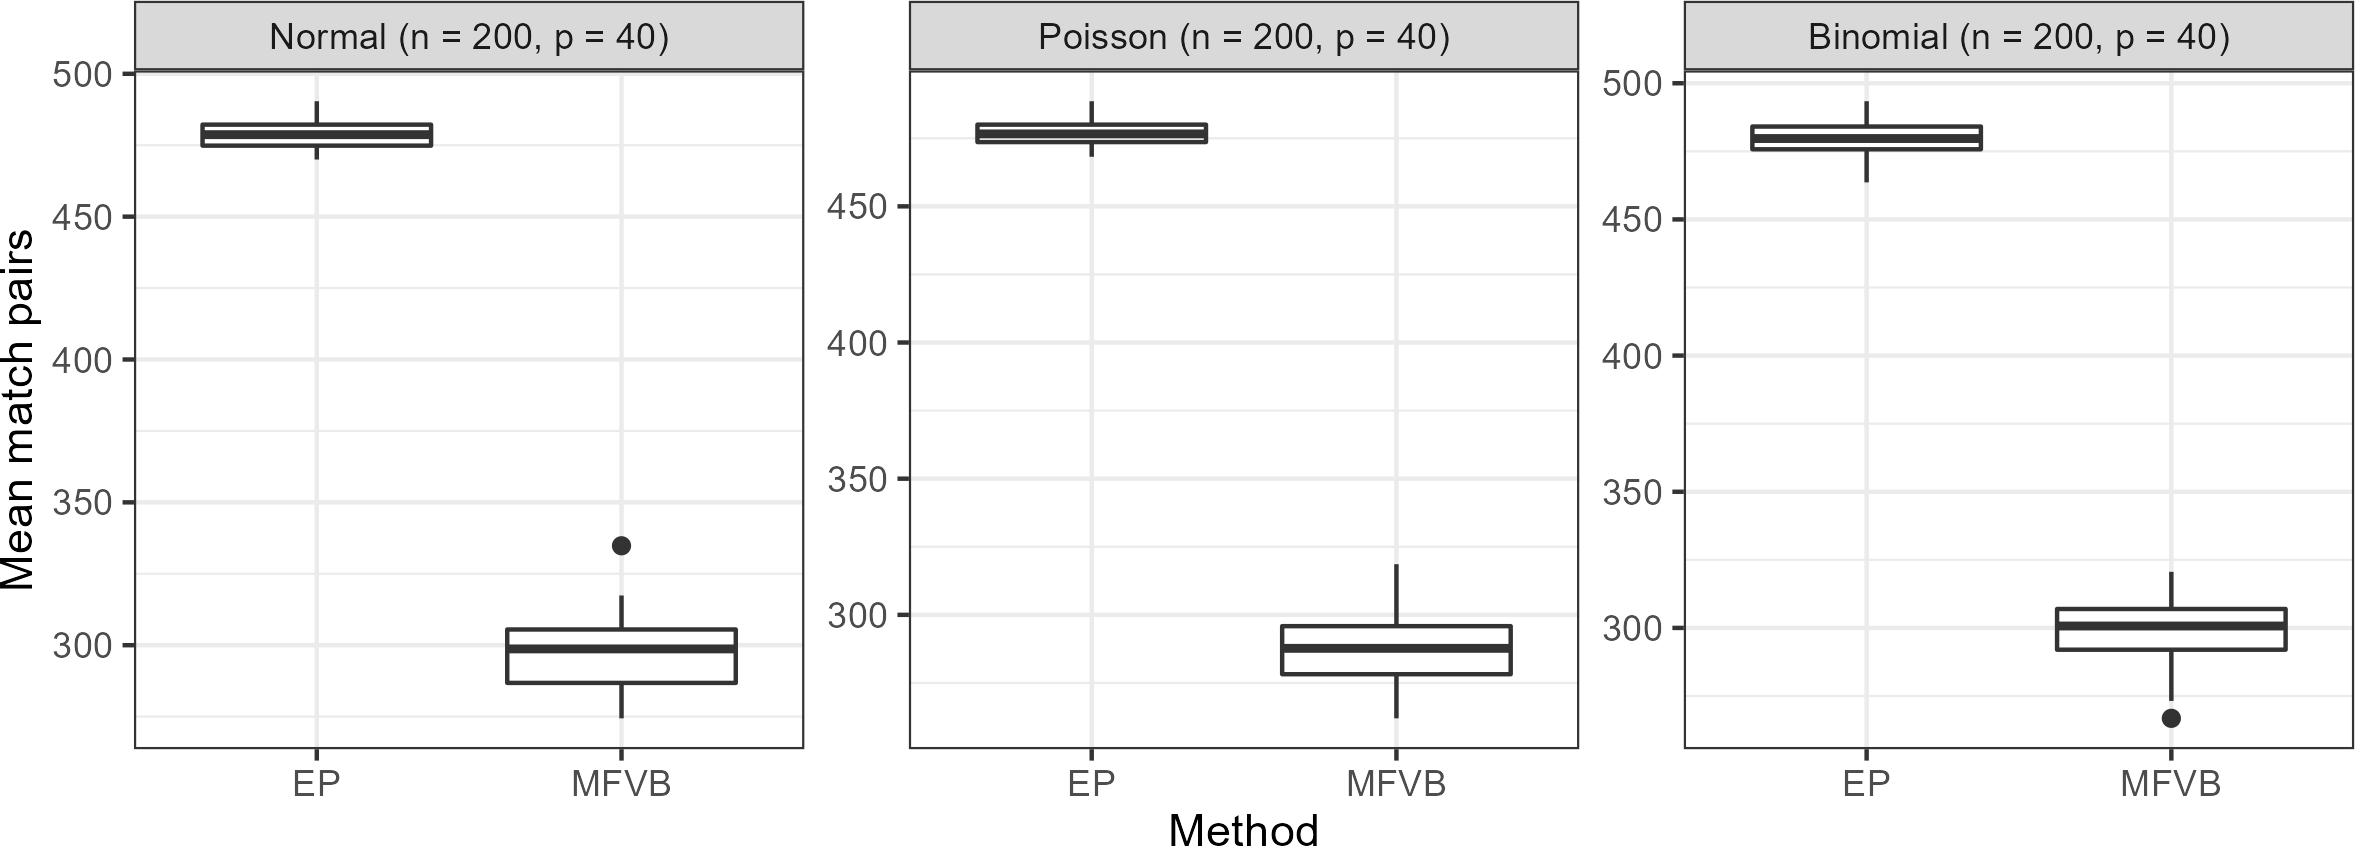 Normal (n = 200, p = 40)
Poisson (n = 200, p = 40)
Binomial (n = 200, p = 40)
Mean match pairs
500
450
400
350
300
450
400
350
300
500
450
400
350
300
EP
MFVB
EP
MFVB
EP
MFVB
Method